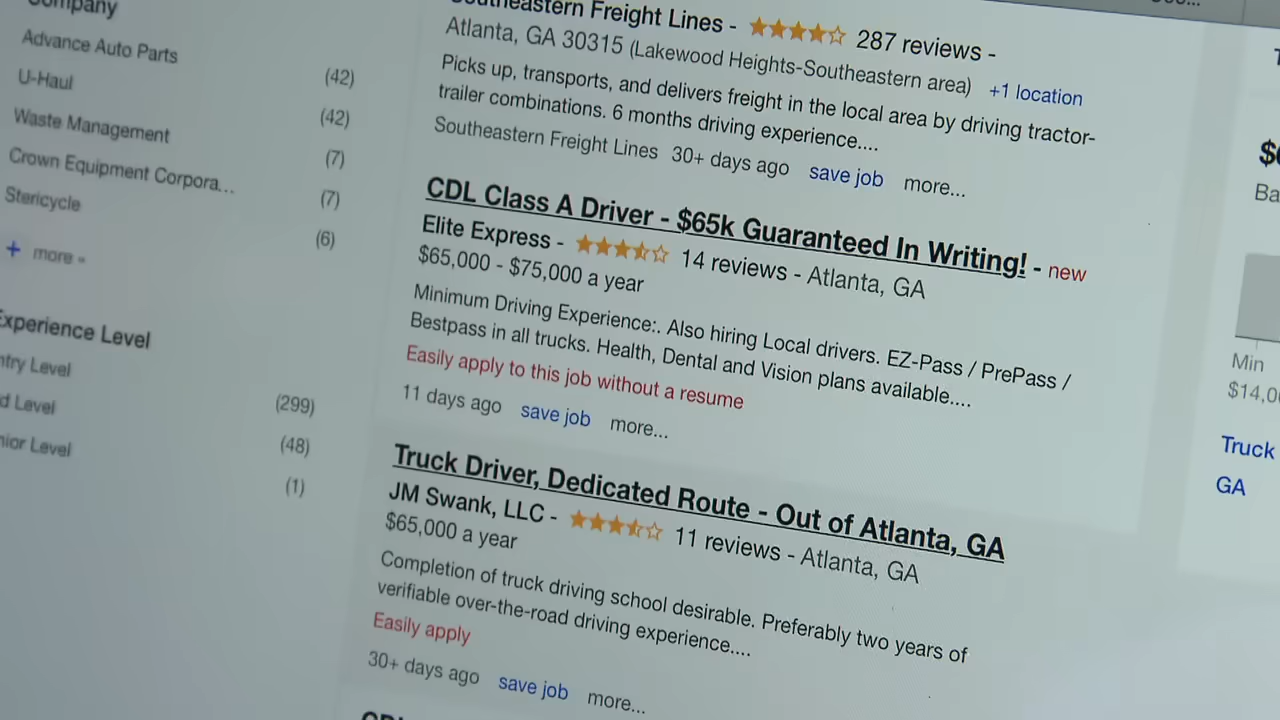 Company
Advance Auto Parts
U-Haul (42)
Waste Management (42)
Crown Equipment Corpora... (7)
Stericycle (7)
(6)
+ more »
Experience Level
ntry Level
d Level (299)
nior Level (48)
(1)
Southeastern Freight Lines - 287 reviews -
Atlanta, GA 30315 (Lakewood Heights-Southeastern area) +1 location
Picks up, transports, and delivers freight in the local area by driving tractor-
trailer combinations. 6 months driving experience....
Southeastern Freight Lines 30+ days ago save job more...
CDL Class A Driver - $65k Guaranteed In Writing! - new
Elite Express - 14 reviews - Atlanta, GA
$65,000 - $75,000 a year
Minimum Driving Experience:. Also hiring Local drivers. EZ-Pass / PrePass /
Bestpass in all trucks. Health, Dental and Vision plans available....
Easily apply to this job without a resume
11 days ago save job more...
Truck Driver, Dedicated Route - Out of Atlanta, GA
JM Swank, LLC - 11 reviews - Atlanta, GA
$65,000 a year
Completion of truck driving school desirable. Preferably two years of
verifiable over-the-road driving experience....
Easily apply
30+ days ago save job more...
Ba
Min
$14,0
Truck
GA